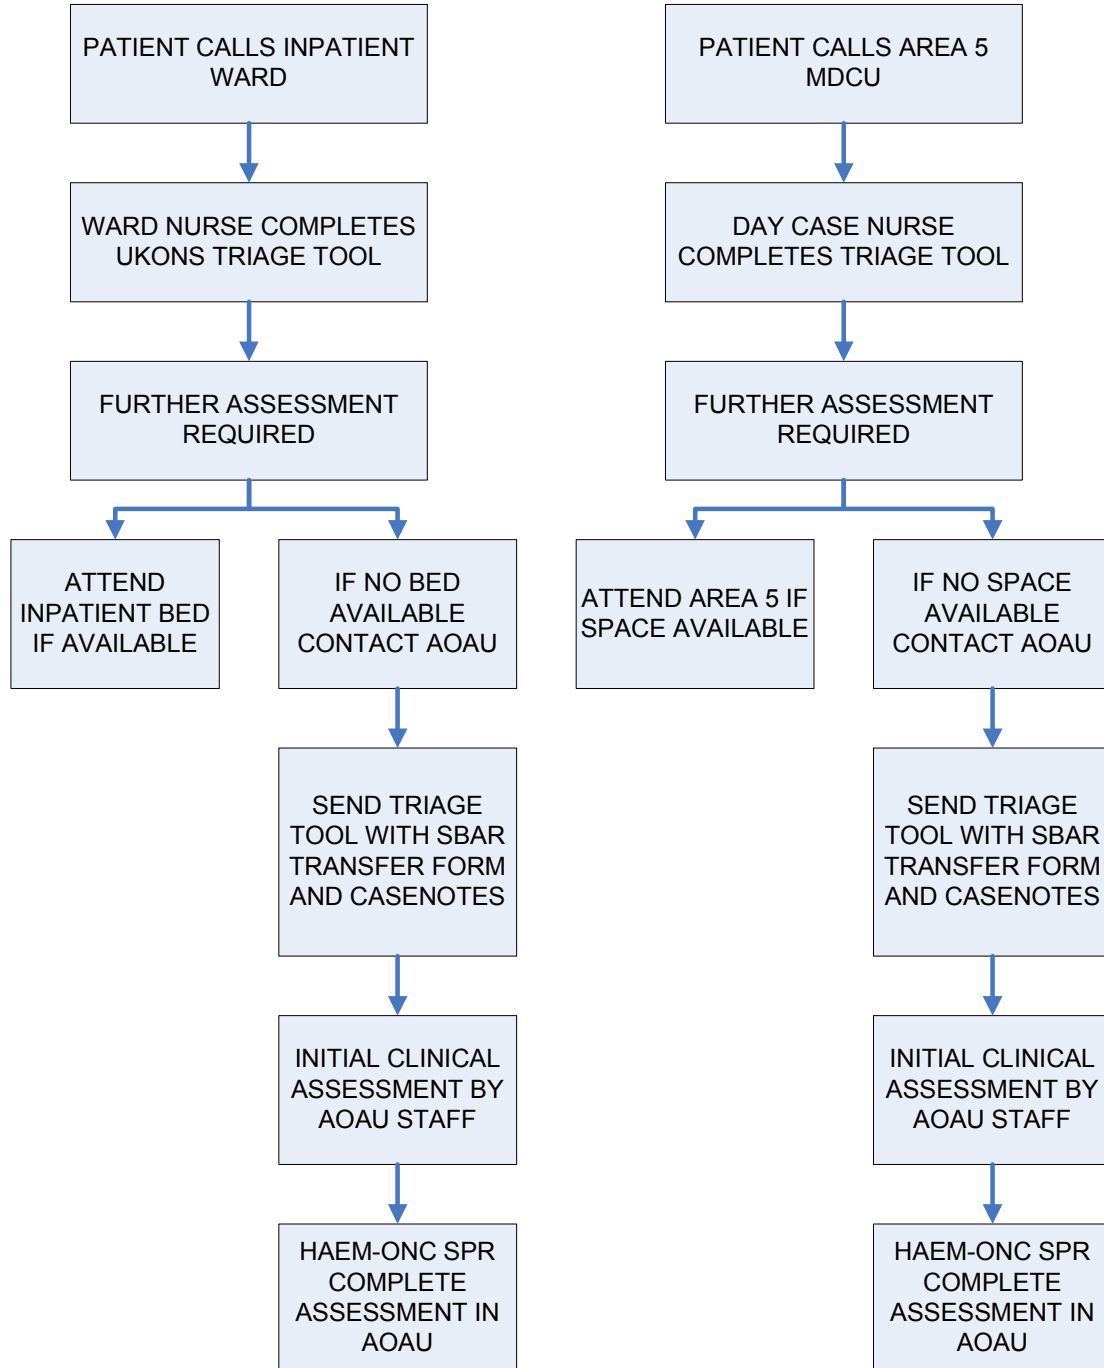 PATIENT CALLS INPATIENT
WARD
WARD NURSE COMPLETES
UKONS TRIAGE TOOL
FURTHER ASSESSMENT
REQUIRED
ATTEND
INPATIENT BED
IF AVAILABLE
IF NO BED
AVAILABLE
CONTACT AOAU
SEND TRIAGE
TOOL WITH SBAR
TRANSFER FORM
AND CASENOTES
INITIAL CLINICAL
ASSESSMENT BY
AOAU STAFF
HAEM-ONC SPR
COMPLETE
ASSESSMENT IN
AOAU
PATIENT CALLS AREA 5
MDCU
DAY CASE NURSE
COMPLETES TRIAGE TOOL
FURTHER ASSESSMENT
REQUIRED
ATTEND AREA 5 IF
SPACE AVAILABLE
IF NO SPACE
AVAILABLE
CONTACT AOAU
SEND TRIAGE
TOOL WITH SBAR
TRANSFER FORM
AND CASENOTES
INITIAL CLINICAL
ASSESSMENT BY
AOAU STAFF
HAEM-ONC SPR
COMPLETE
ASSESSMENT IN
AOAU